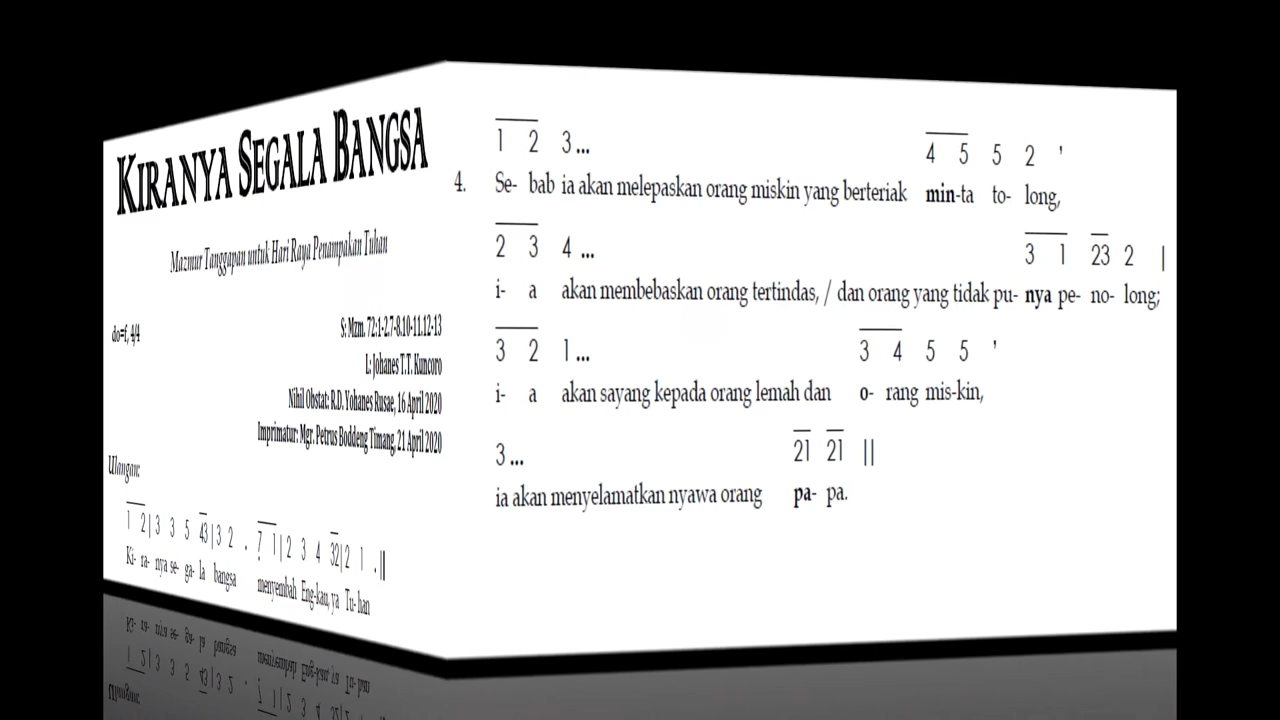 KIRANYA SEGALA BANGSA
Mazmur Tanggapan untuk Hari Raya Penampakan Tuhan
do=f, 4/4
S: Mzm. 72:1-2.7-8.10-11.12-13
L: Johanes T.T. Kuncoro
Nihil Obstat: R.D. Yohanes Rusae, 16 April 2020
Imprimatur: Mgr. Petrus Boddeng Timang, 21 April 2020
Ulangan:
1 2 | 3 3 5 43 | 3 2 . 7 1 | 2 3 4 32 | 2 1 . ||
Ki- ra- nya se- ga- la bangsa menyembah Eng-kau, ya Tu- han
1 2 3... 4 5 5 2 '
4. Se- bab ia akan melepaskan orang miskin yang berteriak min-ta to- long,
2 3 4 ... 3 1 23 2 |
i- a akan membebaskan orang tertindas, / dan orang yang tidak pu- nya pe- no- long;
3 2 1 ... 3 4 5 5 '
i- a akan sayang kepada orang lemah dan o- rang mis-kin,
3 ... 21 21 ||
ia akan menyelamatkan nyawa orang pa- pa.